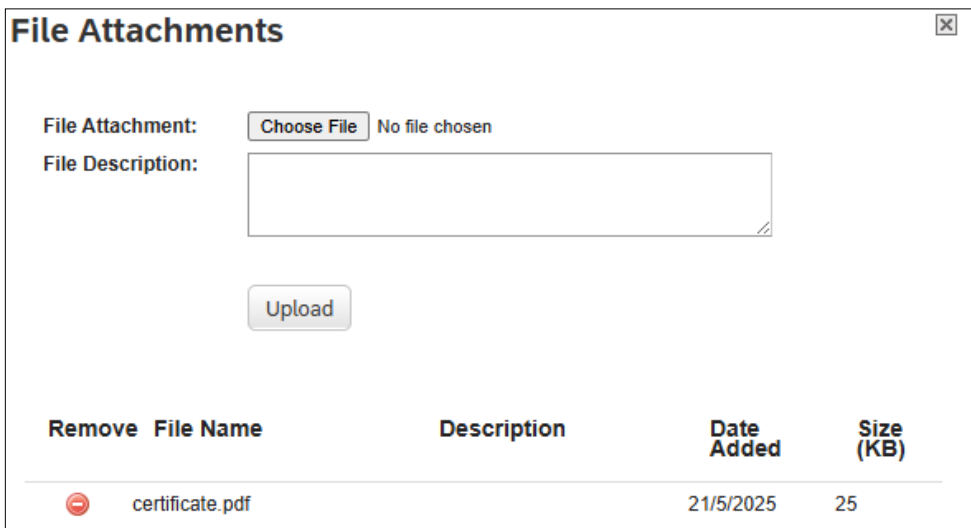 File Attachments
File Attachment: Choose File No file chosen
File Description:
Upload
Remove File Name Description Date Added Size (KB)
certificate.pdf 21/5/2025 25